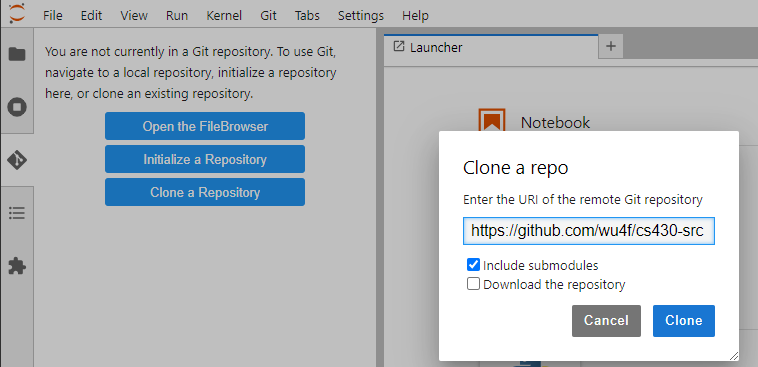 File Edit View Run Kernel Git Tabs Settings Help
You are not currently in a Git repository. To use Git,
navigate to a local repository, initialize a repository
here, or clone an existing repository.
Open the FileBrowser
Initialize a Repository
Clone a Repository
Launcher
Notebook
Clone a repo
Enter the URI of the remote Git repository
https://github.com/wu4f/cs430-src
Include submodules
Download the repository
Cancel Clone